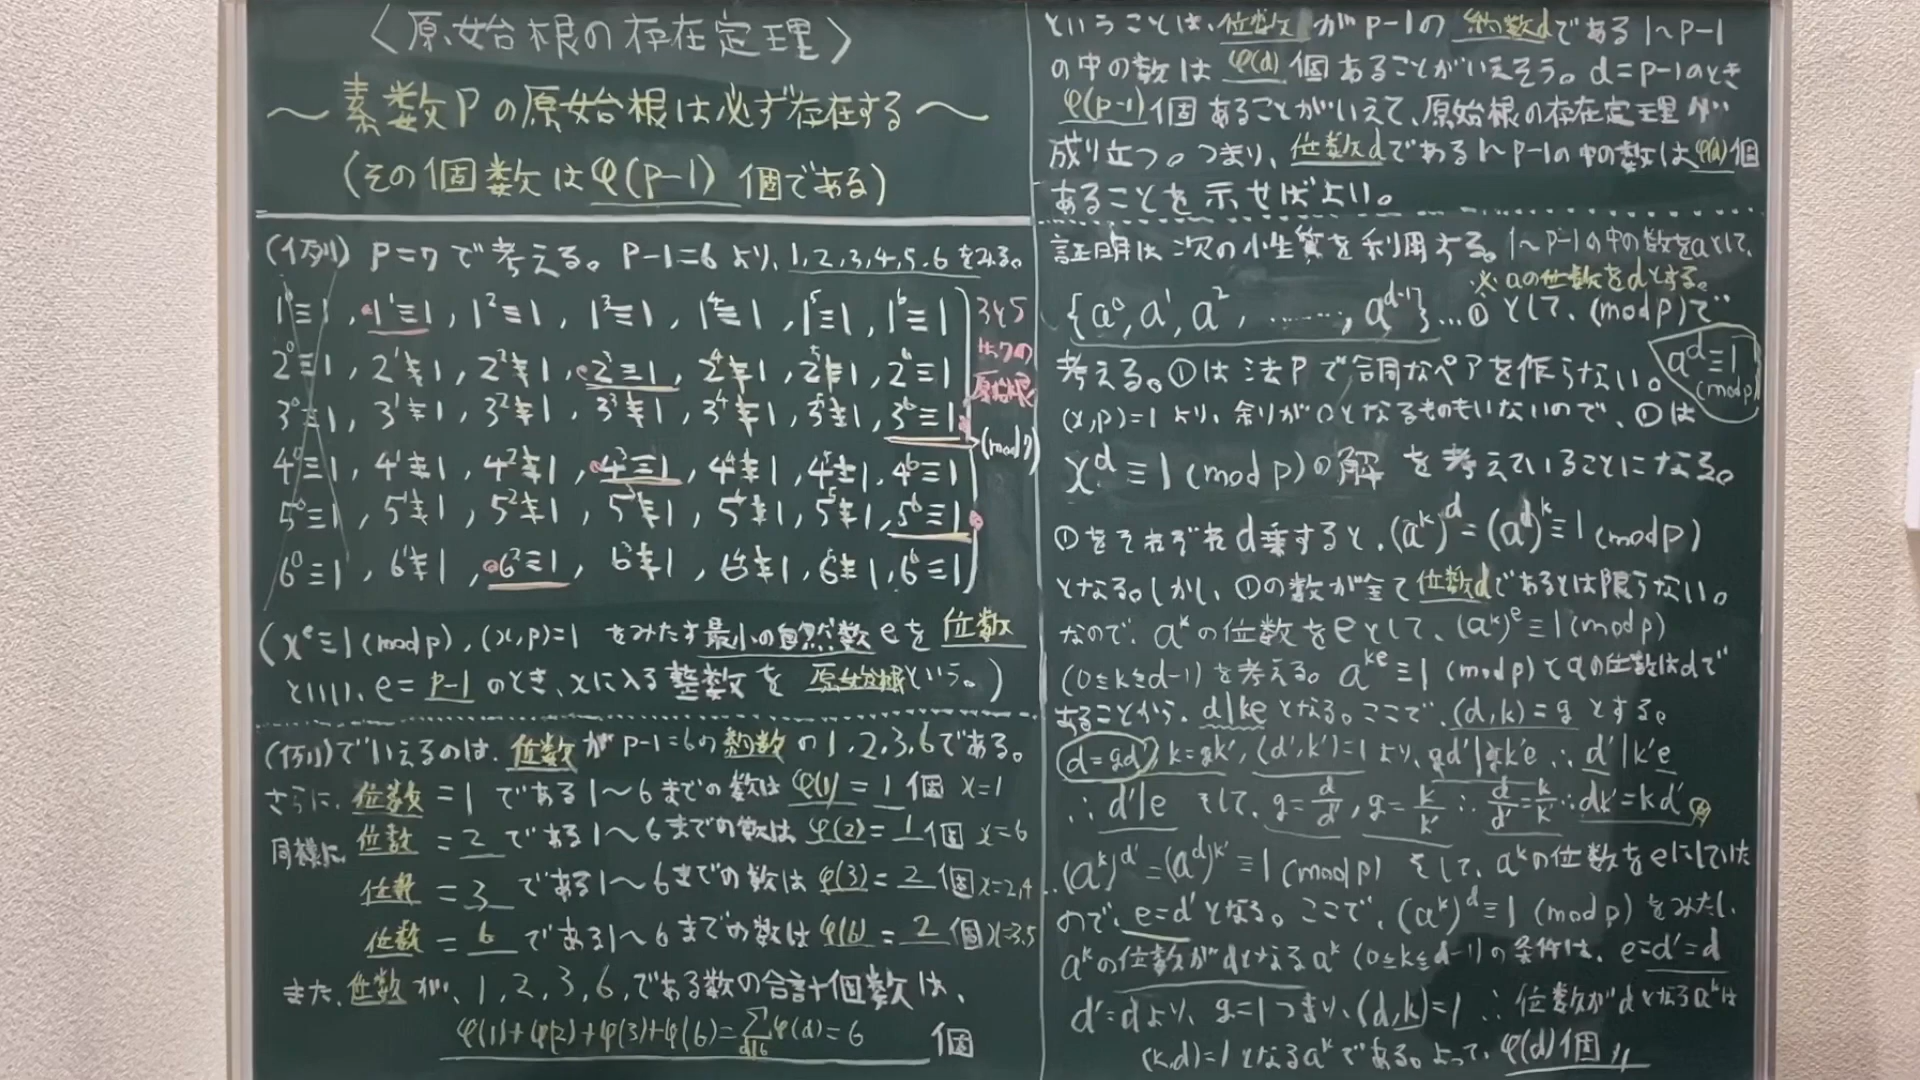 〈原始根の存在定理〉
〜素数Pの原始根は必ず存在する〜
(その個数はφ(p-1)個である)
(例) P=7で考える。P-1=6より、1,2,3,4,5,6をみる。
1⁰≡1, 1¹≡1, 1²≡1, 1³≡1, 1⁴≡1, 1⁵≡1, 1⁶≡1
2⁰≡1, 2¹≢1, 2²≢1, 2³≡1, 2⁴≢1, 2⁵≢1, 2⁶≡1
3⁰≡1, 3¹≢1, 3²≢1, 3³≢1, 3⁴≢1, 3⁵≢1, 3⁶≡1
4⁰≡1, 4¹≢1, 4²≢1, 4³≡1, 4⁴≢1, 4⁵≢1, 4⁶≡1
5⁰≡1, 5¹≢1, 5²≢1, 5³≢1, 5⁴≢1, 5⁵≢1, 5⁶≡1
6⁰≡1, 6¹≢1, 6²≡1, 6³≢1, 6⁴≢1, 6⁵≢1, 6⁶≡1
3と5
は7の
原始根
(mod 7)
(xᵉ≡1 (mod p), (x,p)=1 をみたす最小の自然数eを位数
といい、e=p-1のとき、xに入る整数を原始根という。)
(例)でいえるのは、位数がp-1=6の約数の1,2,3,6である。
さらに、位数=1である1〜6までの数はφ(1)=1個 x=1
同様に、位数=2である1〜6までの数はφ(2)=1個 x=6
位数=3である1〜6までの数はφ(3)=2個 x=2,4
位数=6である1〜6までの数はφ(6)=2個 x=3,5
また、位数が、1,2,3,6,である数の合計個数は、
φ(1)+φ(2)+φ(3)+φ(6)=∑_{d|6}φ(d)=6 個
ということは、位数がp-1の約数dである1〜p-1
の中の数はφ(d)個あることがいえそう。d=p-1のとき
φ(p-1)個あることがいえて、原始根の存在定理が
成り立つ。つまり、位数dである1〜p-1の中の数はφ(d)個
あることを示せばよい。
証明は次の小性質を利用する。1〜p-1の中の数をaとして、
※aの位数をdとする。
{a⁰, a¹, a², ……, a^{d-1}}…① として、(mod p)で
考える。①は法Pで合同なペアを作らない。
a^d≡1 (mod p)
(x,p)=1より、余りが0となるものもいないので、①は
x^d≡1 (mod p)の解を考えていることになる。
①をそれぞれd乗すると、(a^k)^d=(a^d)^k≡1 (mod p)
となる。しかし、①の数が全て位数dであるとは限らない。
なので、a^kの位数をeとして、(a^k)^e≡1 (mod p)
(0≦k≦d-1)を考える。a^{ke}≡1 (mod p)とaの位数はdで
あることから、d|keとなる。ここで、(d,k)=gとする。
d=gd', k=gk', (d',k')=1より、gd'|gk'e ∴ d'|k'e
∴ d'|e そして、g=d/d', g=k/k' ∴ d/d'=k/k' ∴ dk'=kd'
∴(a^k)^{d'}=(a^d)^{k'}≡1 (mod p) そして、a^kの位数をeにしていた
ので、e=d'となる。ここで、(a^k)^d≡1 (mod p)をみたし、
a^kの位数がdとなるa^k (0≦k≦d-1)の条件は、e=d'=d
d'=dより、g=1つまり、(d,k)=1 ∴位数がdとなるa^kは
(k,d)=1となるa^kである。よって、φ(d)個//